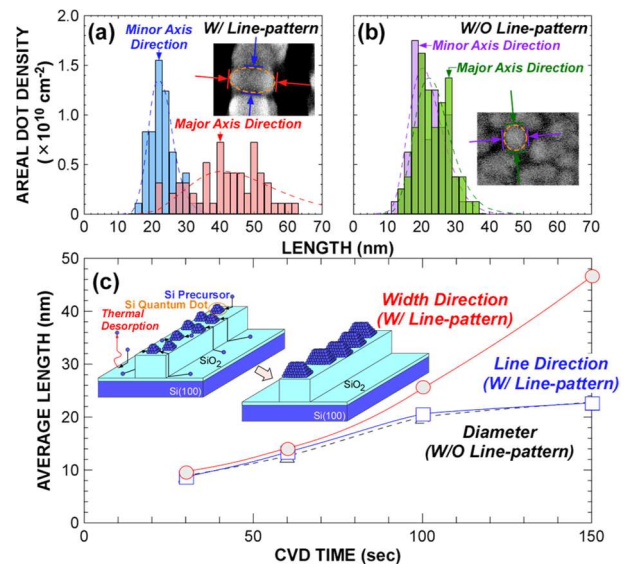 (a)
W/ Line-pattern
Minor Axis
Direction
Major Axis Direction
(b)
W/O Line-pattern
Minor Axis Direction
Major Axis
Direction
AREAL DOT DENSITY
(×10¹⁰ cm⁻²)
2.0
1.5
1.0
0.5
0
0 10 20 30 40 50 60 70
0 10 20 30 40 50 60 70
LENGTH (nm)
(c)
Si Precursor
Si Quantum Dot
Thermal
Desorption
SiO₂
Si(100)
SiO₂
Si(100)
Width Direction
(W/ Line-pattern)
Line Direction
(W/ Line-pattern)
Diameter
(W/O Line-pattern)
AVERAGE LENGTH (nm)
50
40
30
20
10
0
0 50 100 150
CVD TIME (sec)